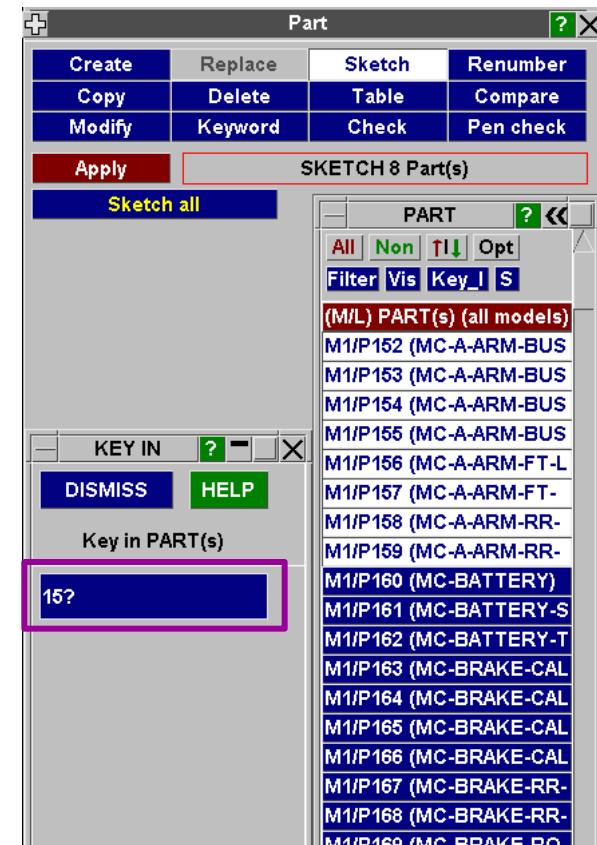 Part ? X
Create Replace Sketch Renumber
Copy Delete Table Compare
Modify Keyword Check Pen check
Apply SKETCH 8 Part(s)
Sketch all
PART ?
All Non Opt
Filter Vis Key_I S
(M/L) PART(s) (all models)
M1/P152 (MC-A-ARM-BUS
M1/P153 (MC-A-ARM-BUS
M1/P154 (MC-A-ARM-BUS
M1/P155 (MC-A-ARM-BUS
M1/P156 (MC-A-ARM-FT-L
M1/P157 (MC-A-ARM-FT-
M1/P158 (MC-A-ARM-RR-
M1/P159 (MC-A-ARM-RR-
M1/P160 (MC-BATTERY)
M1/P161 (MC-BATTERY-S
M1/P162 (MC-BATTERY-T
M1/P163 (MC-BRAKE-CAL
M1/P164 (MC-BRAKE-CAL
M1/P165 (MC-BRAKE-CAL
M1/P166 (MC-BRAKE-CAL
M1/P167 (MC-BRAKE-RR-
M1/P168 (MC-BRAKE-RR-
M1/P169 (MC-BRAKE-RO
KEY IN ? X
DISMISS HELP
Key in PART(s)
15?